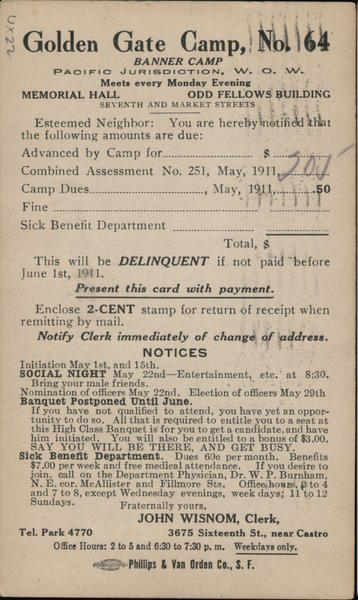 UX22
Golden Gate Camp, No. 64
BANNER CAMP
PACIFIC JURISDICTION, W. O. W.
Meets every Monday Evening
MEMORIAL HALL ODD FELLOWS BUILDING
SEVENTH AND MARKET STREETS
Esteemed Neighbor: You are hereby notified that
the following amounts are due:
Advanced by Camp for $
Combined Assessment No. 251, May, 1911, 205
Camp Dues, May, 1911, .50
Fine
Sick Benefit Department
Total, $
This will be DELINQUENT if not paid before
June 1st, 1911.
Present this card with payment.
Enclose 2-CENT stamp for return of receipt when
remitting by mail.
Notify Clerk immediately of change of address.
NOTICES
Initiation May 1st, and 15th.
SOCIAL NIGHT May 22nd—Entertainment, etc. at 8:30.
Bring your male friends.
Nomination of officers May 22nd. Election of officers May 29th
Banquet Postponed Until June.
If you have not qualified to attend, you have yet an oppor-
tunity to do so. All that is required to entitle you to a seat at
this High Class Banquet is for you to get a candidate, and have
him initiated. You will also be entitled to a bonus of $3.00.
SAY YOU WILL BE THERE, AND GET BUSY.
Sick Benefit Department. Dues 60c per month. Benefits
$7.00 per week and free medical attendance. If you desire to
join, call on the Department Physician, Dr. W. P. Burnham,
N. E. cor. McAllister and Fillmore Sts. Office hours, 2 to 4
and 7 to 8, except Wednesday evenings, week days; 11 to 12
Sundays.
Fraternally yours,
JOHN WISNOM, Clerk,
Tel. Park 4770 3675 Sixteenth St., near Castro
Office Hours: 2 to 5 and 6:30 to 7:30 p. m. Weekdays only.
Phillips & Van Orden Co., S. F.